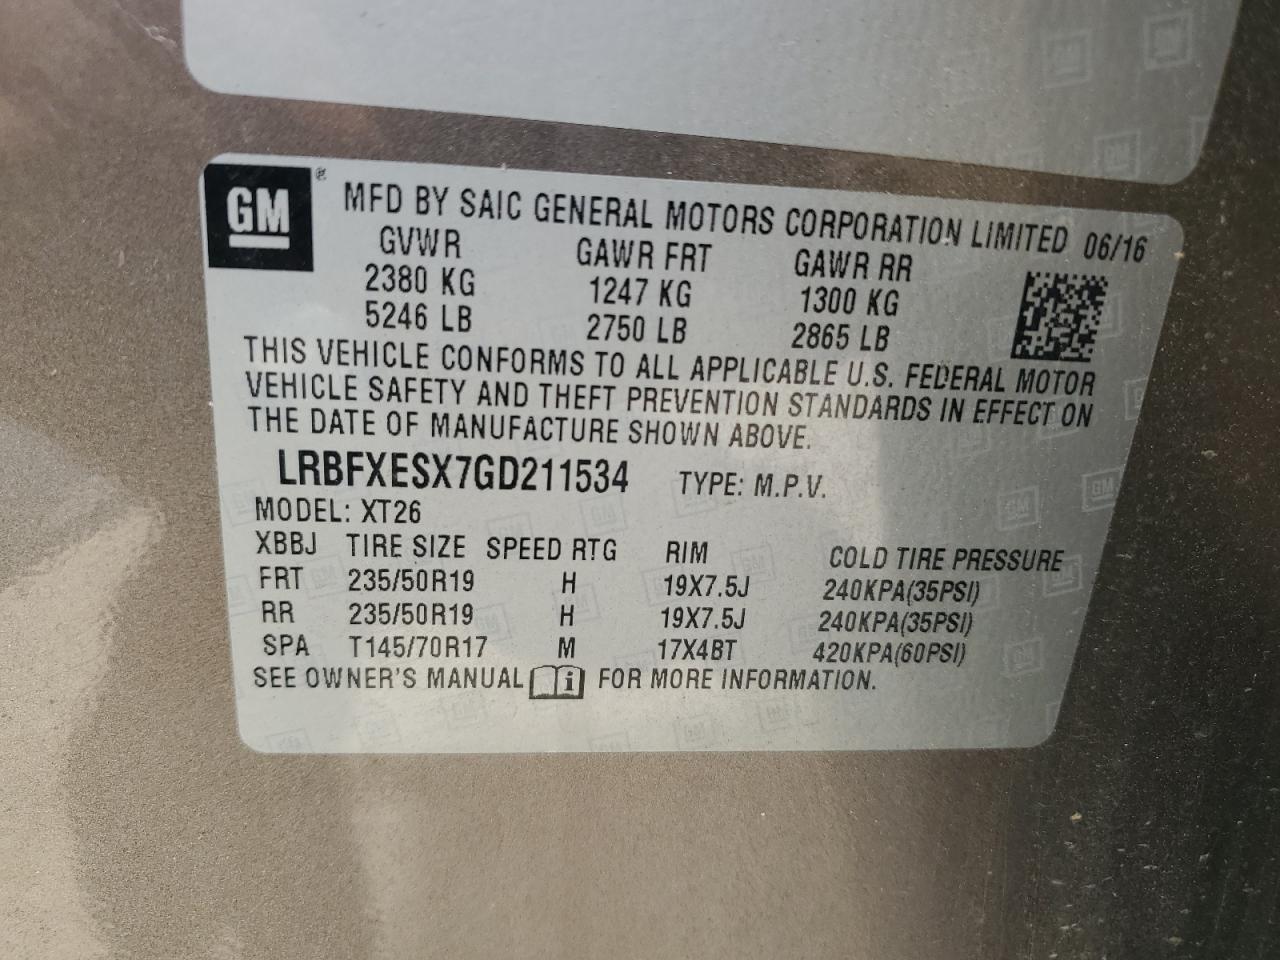 GM ® MFD BY SAIC GENERAL MOTORS CORPORATION LIMITED 06/16
GVWR GAWR FRT GAWR RR
2380 KG 1247 KG 1300 KG
5246 LB 2750 LB 2865 LB
THIS VEHICLE CONFORMS TO ALL APPLICABLE U.S. FEDERAL MOTOR
VEHICLE SAFETY AND THEFT PREVENTION STANDARDS IN EFFECT ON
THE DATE OF MANUFACTURE SHOWN ABOVE.
LRBFXESX7GD211534 TYPE: M.P.V.
MODEL: XT26
XBBJ TIRE SIZE SPEED RTG RIM COLD TIRE PRESSURE
FRT 235/50R19 H 19X7.5J 240KPA(35PSI)
RR 235/50R19 H 19X7.5J 240KPA(35PSI)
SPA T145/70R17 M 17X4BT 420KPA(60PSI)
SEE OWNER'S MANUAL i FOR MORE INFORMATION.